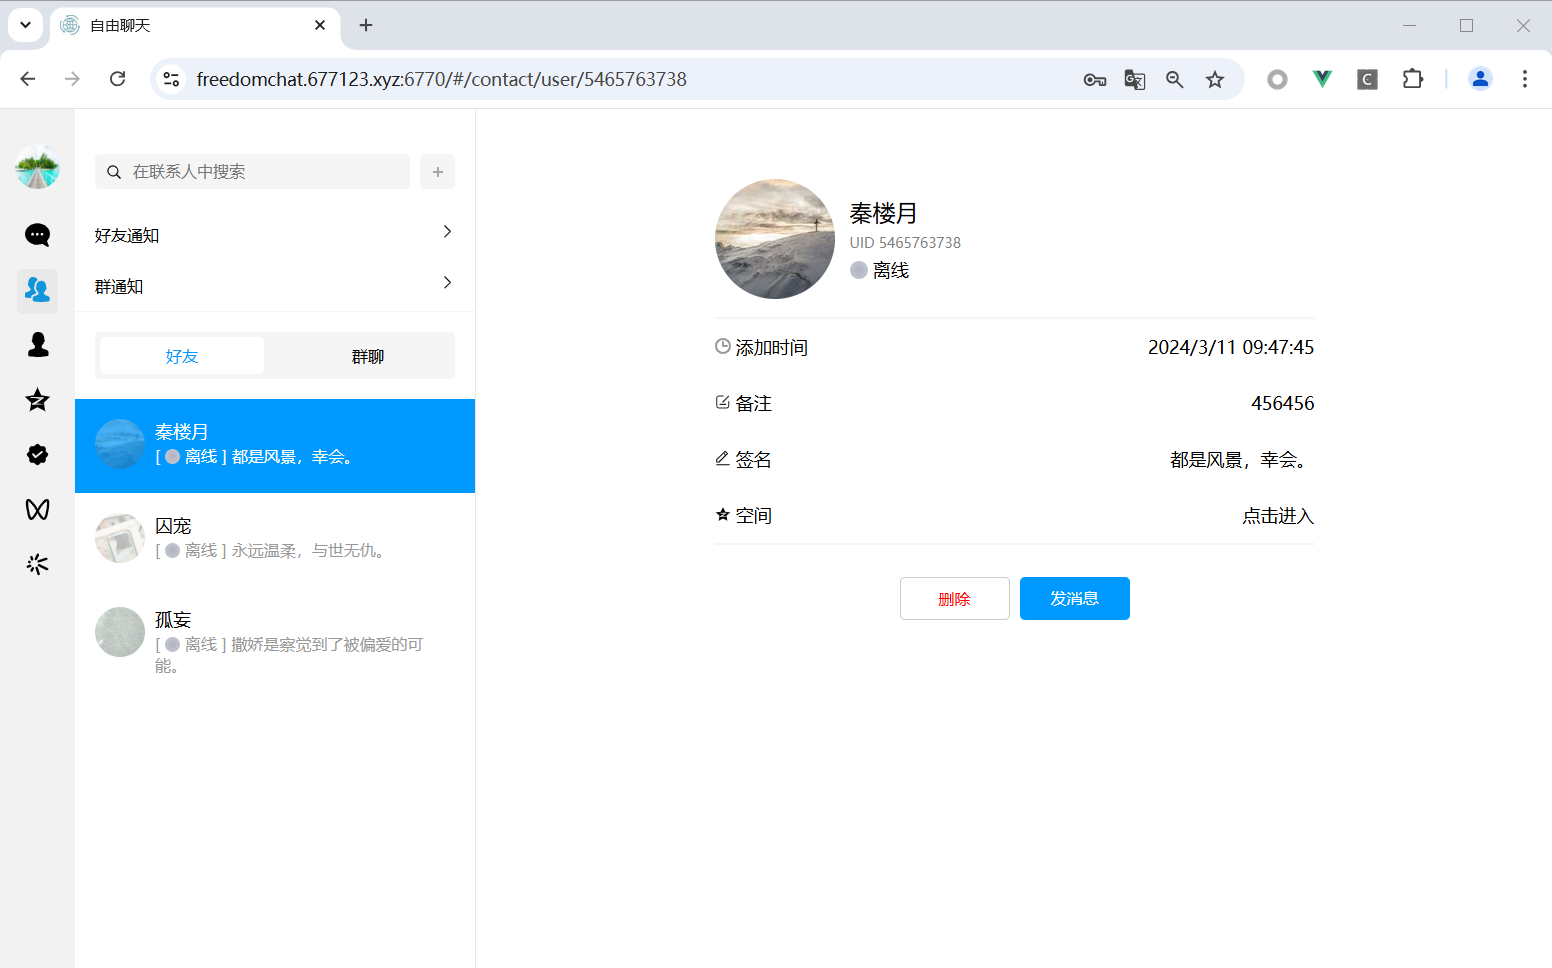 自由聊天
freedomchat.677123.xyz:6770/#/contact/user/5465763738
在联系人中搜索
好友通知
群通知
好友 群聊
秦楼月
[ 离线 ] 都是风景，幸会。
囚宠
[ 离线 ] 永远温柔，与世无仇。
孤妄
[ 离线 ] 撒娇是察觉到了被偏爱的可
能。
秦楼月
UID 5465763738
离线
添加时间 2024/3/11 09:47:45
备注 456456
签名 都是风景，幸会。
空间 点击进入
删除 发消息